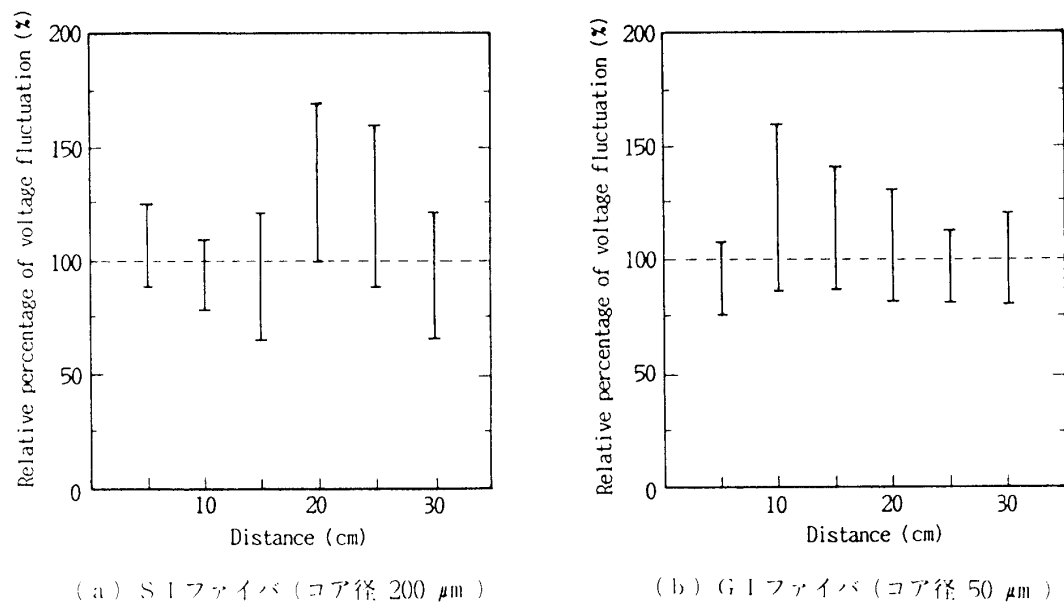 Relative percentage of voltage fluctuation (%)
200
150
100
50
0
10
20
30
Distance (cm)
(a) SIファイバ (コア径 200 μm)
Relative percentage of voltage fluctuation (%)
200
150
100
50
0
10
20
30
Distance (cm)
(b) GIファイバ (コア径 50 μm)